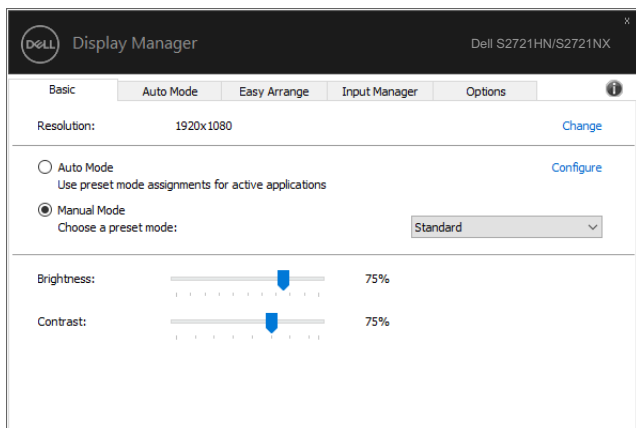 x
DELL Display Manager Dell S2721HN/S2721NX
Basic Auto Mode Easy Arrange Input Manager Options i
Resolution: 1920x1080 Change
Auto Mode Configure
Use preset mode assignments for active applications
Manual Mode
Choose a preset mode: Standard
Brightness: 75%
Contrast: 75%